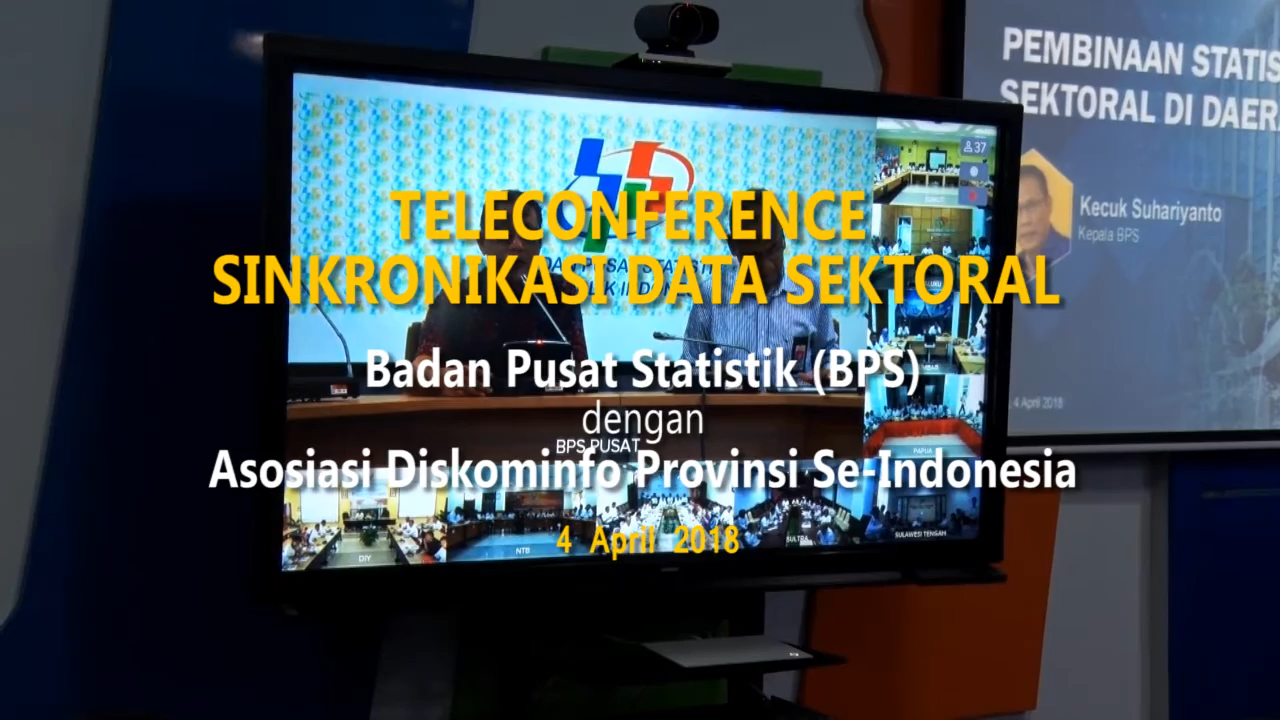 PEMBINAAN STATIS
SEKTORAL DI DAER
37
TELECONFERENCE
SINKRONIKASI DATA SEKTORAL
Kecuk Suhariyanto
Kepala BPS
Badan Pusat Statistik (BPS)
dengan
4 April 2018
BPS PUSAT
PAPUA
Asosiasi Diskominfo Provinsi Se-Indonesia
4 April 2018
DIY
NTB
SULTRA
SULAWESI TENGAH